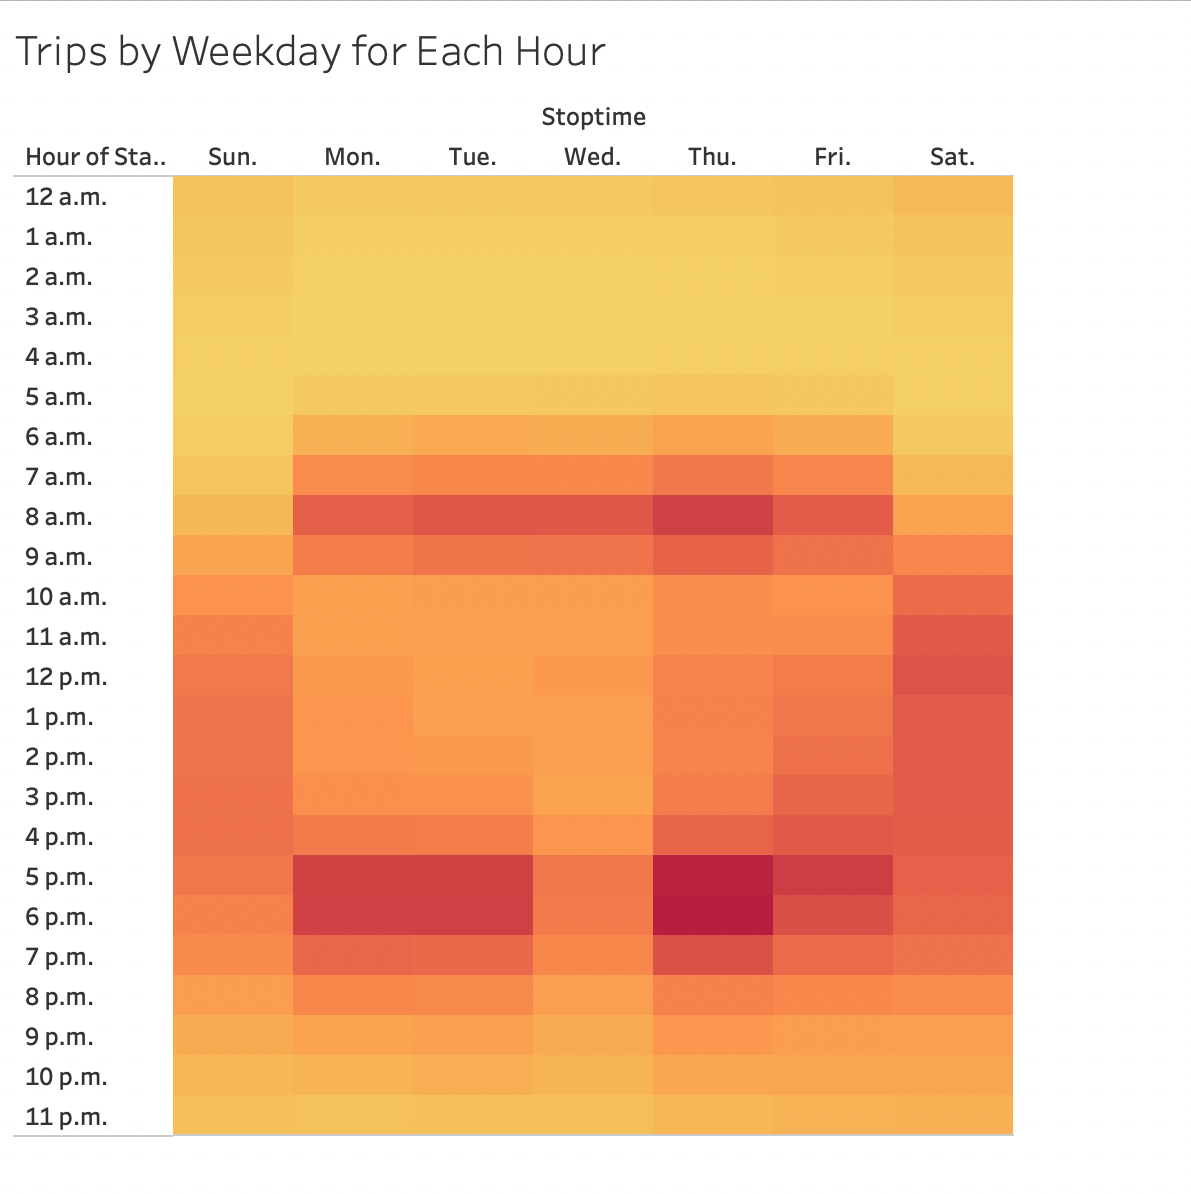 Trips by Weekday for Each Hour
Stoptime
Hour of Sta.. Sun. Mon. Tue. Wed. Thu. Fri. Sat.
12 a.m.
1 a.m.
2 a.m.
3 a.m.
4 a.m.
5 a.m.
6 a.m.
7 a.m.
8 a.m.
9 a.m.
10 a.m.
11 a.m.
12 p.m.
1 p.m.
2 p.m.
3 p.m.
4 p.m.
5 p.m.
6 p.m.
7 p.m.
8 p.m.
9 p.m.
10 p.m.
11 p.m.